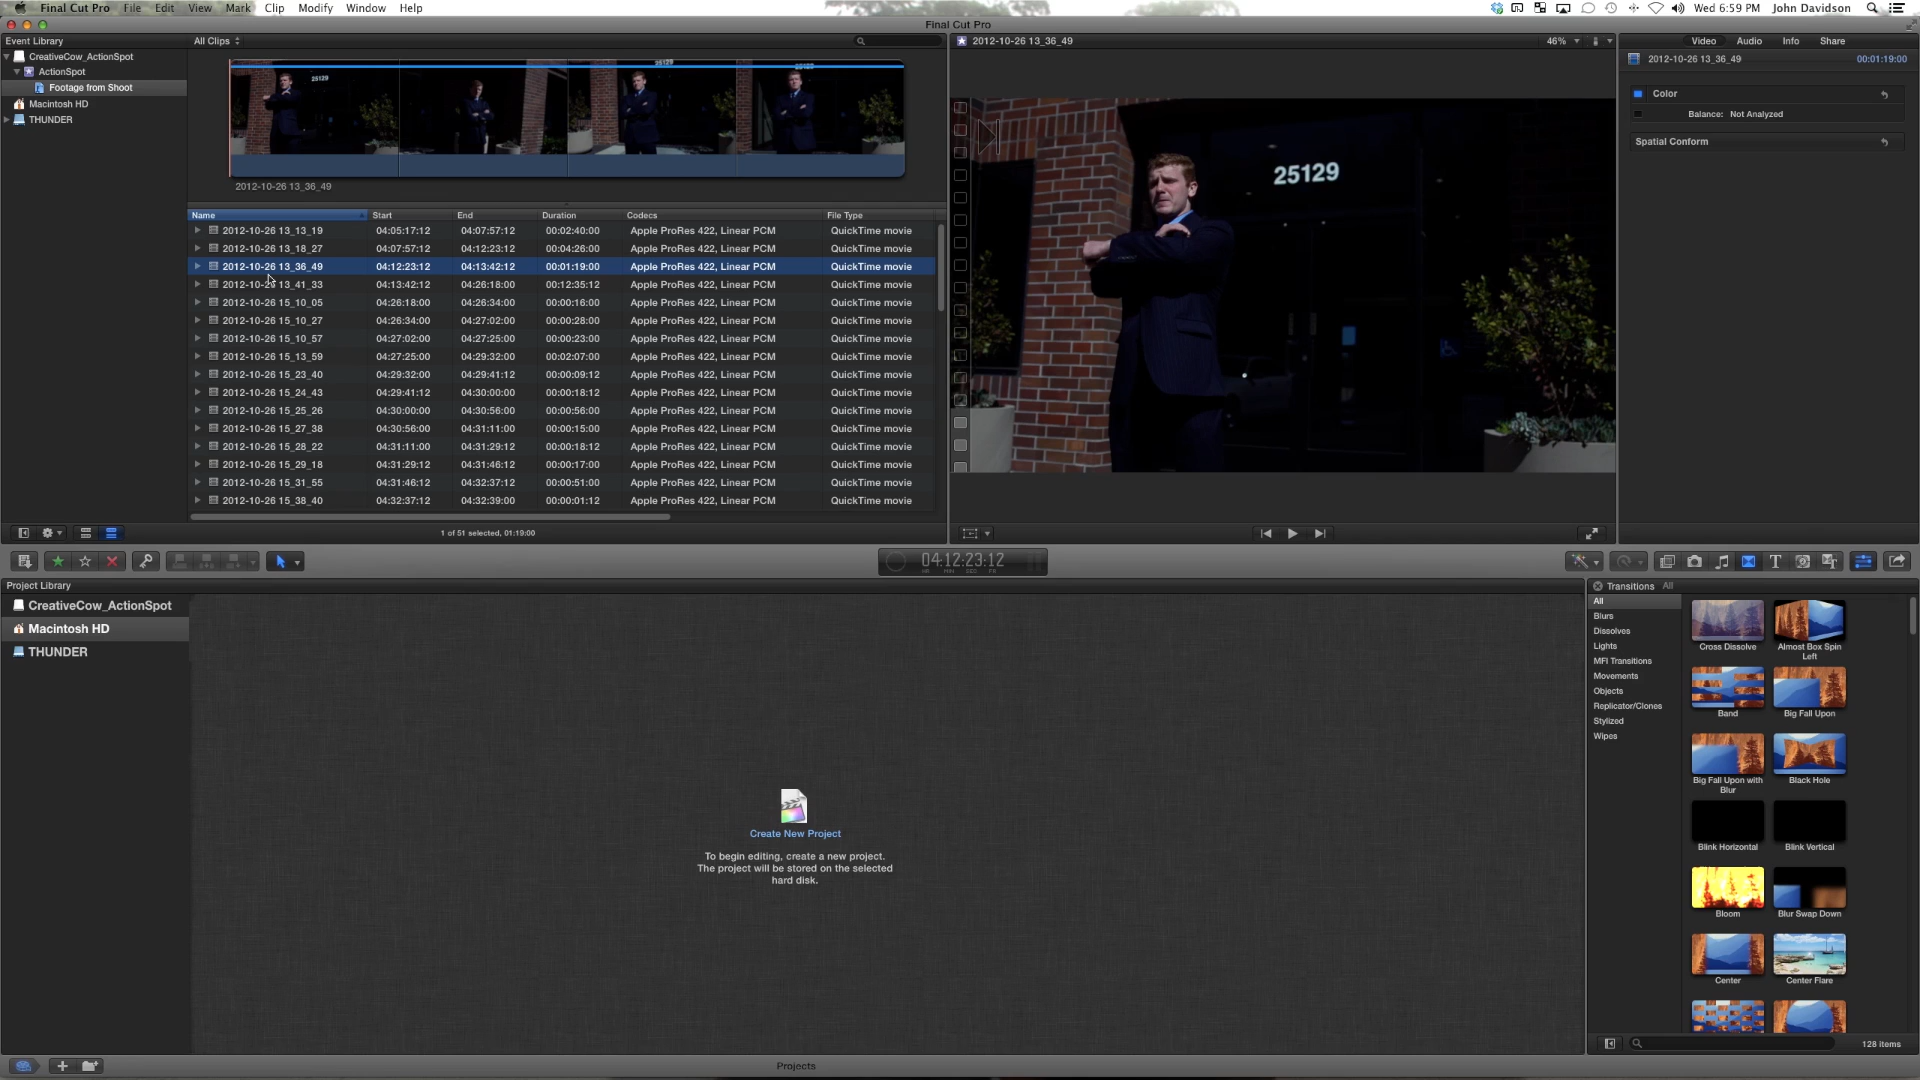 Final Cut Pro File Edit View Mark Clip Modify Window Help Wed 6:59 PM John Davidson
Final Cut Pro
Event Library
CreativeCow_ActionSpot
ActionSpot
Footage from Shoot
Macintosh HD
THUNDER
All Clips
25129
2012-10-26 13_36_49
Name Start End Duration Codecs File Type
2012-10-26 13_13_19 04:05:17:12 04:07:57:12 00:02:40:00 Apple ProRes 422, Linear PCM QuickTime movie
2012-10-26 13_18_27 04:07:57:12 04:12:23:12 00:04:26:00 Apple ProRes 422, Linear PCM QuickTime movie
2012-10-26 13_36_49 04:12:23:12 04:13:42:12 00:01:19:00 Apple ProRes 422, Linear PCM QuickTime movie
2012-10-26 13_41_33 04:13:42:12 04:26:18:00 00:12:35:12 Apple ProRes 422, Linear PCM QuickTime movie
2012-10-26 15_10_05 04:26:18:00 04:26:34:00 00:00:16:00 Apple ProRes 422, Linear PCM QuickTime movie
2012-10-26 15_10_27 04:26:34:00 04:27:02:00 00:00:28:00 Apple ProRes 422, Linear PCM QuickTime movie
2012-10-26 15_10_57 04:27:02:00 04:27:25:00 00:00:23:00 Apple ProRes 422, Linear PCM QuickTime movie
2012-10-26 15_13_59 04:27:25:00 04:29:32:00 00:02:07:00 Apple ProRes 422, Linear PCM QuickTime movie
2012-10-26 15_23_40 04:29:32:00 04:29:41:12 00:00:09:12 Apple ProRes 422, Linear PCM QuickTime movie
2012-10-26 15_24_43 04:29:41:12 04:30:00:00 00:00:18:12 Apple ProRes 422, Linear PCM QuickTime movie
2012-10-26 15_25_26 04:30:00:00 04:30:56:00 00:00:56:00 Apple ProRes 422, Linear PCM QuickTime movie
2012-10-26 15_27_38 04:30:56:00 04:31:11:00 00:00:15:00 Apple ProRes 422, Linear PCM QuickTime movie
2012-10-26 15_28_22 04:31:11:00 04:31:29:12 00:00:18:12 Apple ProRes 422, Linear PCM QuickTime movie
2012-10-26 15_29_18 04:31:29:12 04:31:46:12 00:00:17:00 Apple ProRes 422, Linear PCM QuickTime movie
2012-10-26 15_31_55 04:31:46:12 04:32:37:12 00:00:51:00 Apple ProRes 422, Linear PCM QuickTime movie
2012-10-26 15_38_40 04:32:37:12 04:32:39:00 00:00:01:12 Apple ProRes 422, Linear PCM QuickTime movie
1 of 51 selected, 01:19:00
2012-10-26 13_36_49 46%
25129
Video Audio Info Share
2012-10-26 13_36_49 00:01:19:00
Color
Balance: Not Analyzed
Spatial Conform
04:12:23:12
HR MIN SEC FR
Project Library
CreativeCow_ActionSpot
Macintosh HD
THUNDER
Create New Project
To begin editing, create a new project.
The project will be stored on the selected
hard disk.
Projects
Transitions All
All
Blurs
Dissolves
Lights
MFI Transitions
Movements
Objects
Replicator/Clones
Stylized
Wipes
Cross Dissolve
Almost Box Spin
Left
Band
Big Fall Upon
Big Fall Upon with
Blur
Black Hole
Blink Horizontal
Blink Vertical
Bloom
Blur Swap Down
Center
Center Flare
128 items